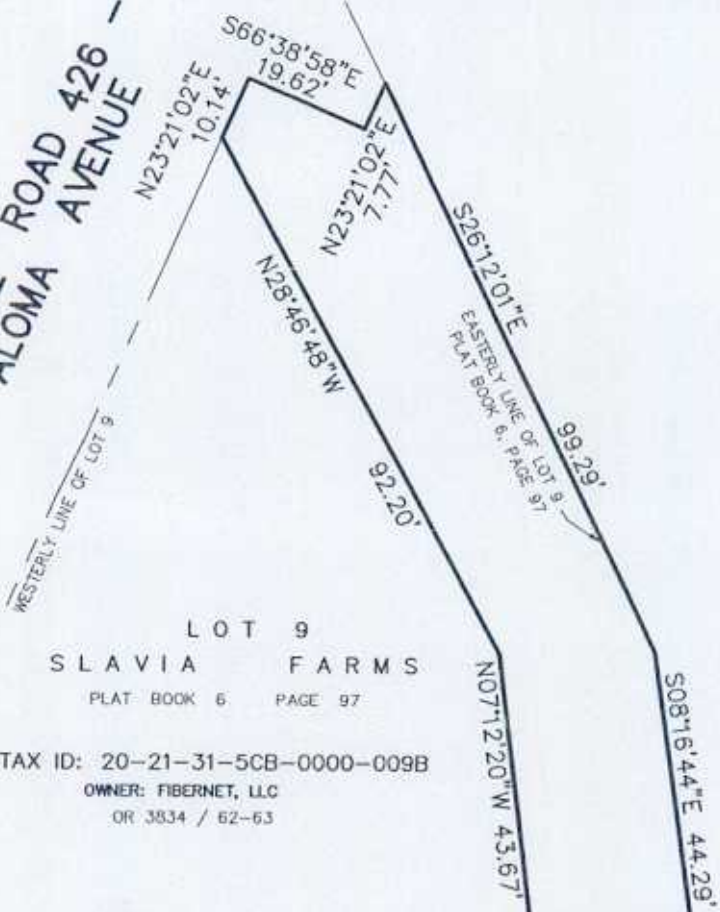 ROAD 426
AVENUE
S66°38'58"E
19.62'
N23°21'02"E
10.14'
N23°21'02"E
7.77'
S26°12'01"E
99.29'
EASTERLY LINE OF LOT 9
PLAT BOOK 6, PAGE 97
N28°46'48"W
92.20'
WESTERLY LINE OF LOT 9
LOT 9
SLAVIA FARMS
PLAT BOOK 6 PAGE 97
TAX ID: 20-21-31-5CB-0000-009B
OWNER: FIBERNET, LLC
OR 3834 / 62-63
N07°12'20"W 43.67'
S08°16'44"E 44.29'